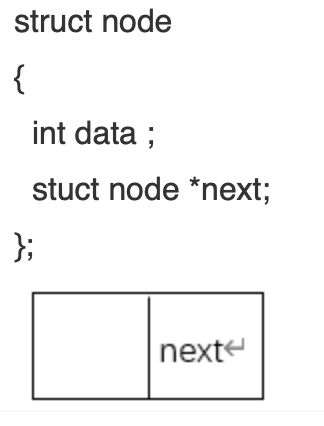 struct node
{
int data ;
stuct node *next;
};
next↵